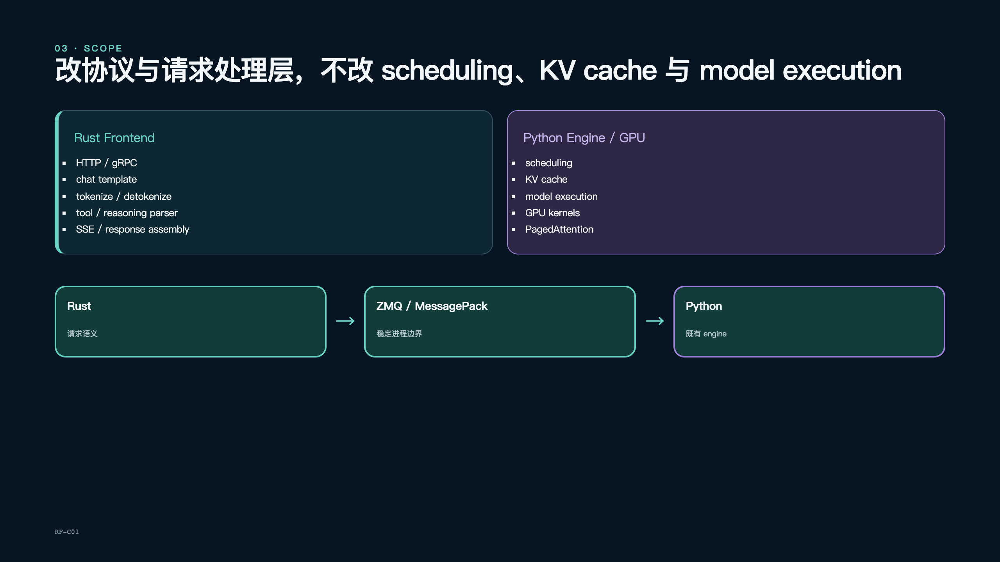 03 · SCOPE
改协议与请求处理层，不改 scheduling、KV cache 与 model execution
Rust Frontend
▪ HTTP / gRPC
▪ chat template
▪ tokenize / detokenize
▪ tool / reasoning parser
▪ SSE / response assembly
Python Engine / GPU
▪ scheduling
▪ KV cache
▪ model execution
▪ GPU kernels
▪ PagedAttention
Rust
请求语义
→
ZMQ / MessagePack
稳定进程边界
→
Python
既有 engine
RF-C01